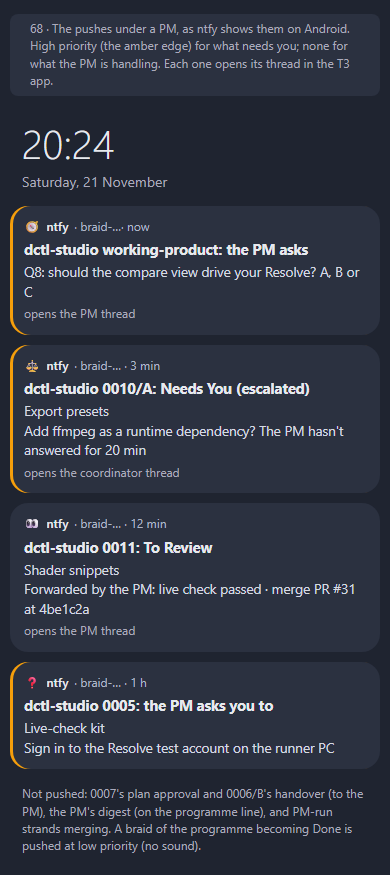 68 · The pushes under a PM, as ntfy shows them on Android.
High priority (the amber edge) for what needs you; none for
what the PM is handling. Each one opens its thread in the T3
app.
20:24
Saturday, 21 November
ntfy · braid-...· now
dctl-studio working-product: the PM asks
Q8: should the compare view drive your Resolve? A, B or
C
opens the PM thread
ntfy · braid-... · 3 min
dctl-studio 0010/A: Needs You (escalated)
Export presets
Add ffmpeg as a runtime dependency? The PM hasn't
answered for 20 min
opens the coordinator thread
ntfy · braid-... · 12 min
dctl-studio 0011: To Review
Shader snippets
Forwarded by the PM: live check passed · merge PR #31
at 4be1c2a
opens the PM thread
ntfy · braid-... · 1 h
dctl-studio 0005: the PM asks you to
Live-check kit
Sign in to the Resolve test account on the runner PC
Not pushed: 0007's plan approval and 0006/B's handover (to the
PM), the PM's digest (on the programme line), and PM-run
strands merging. A braid of the programme becoming Done is
pushed at low priority (no sound).